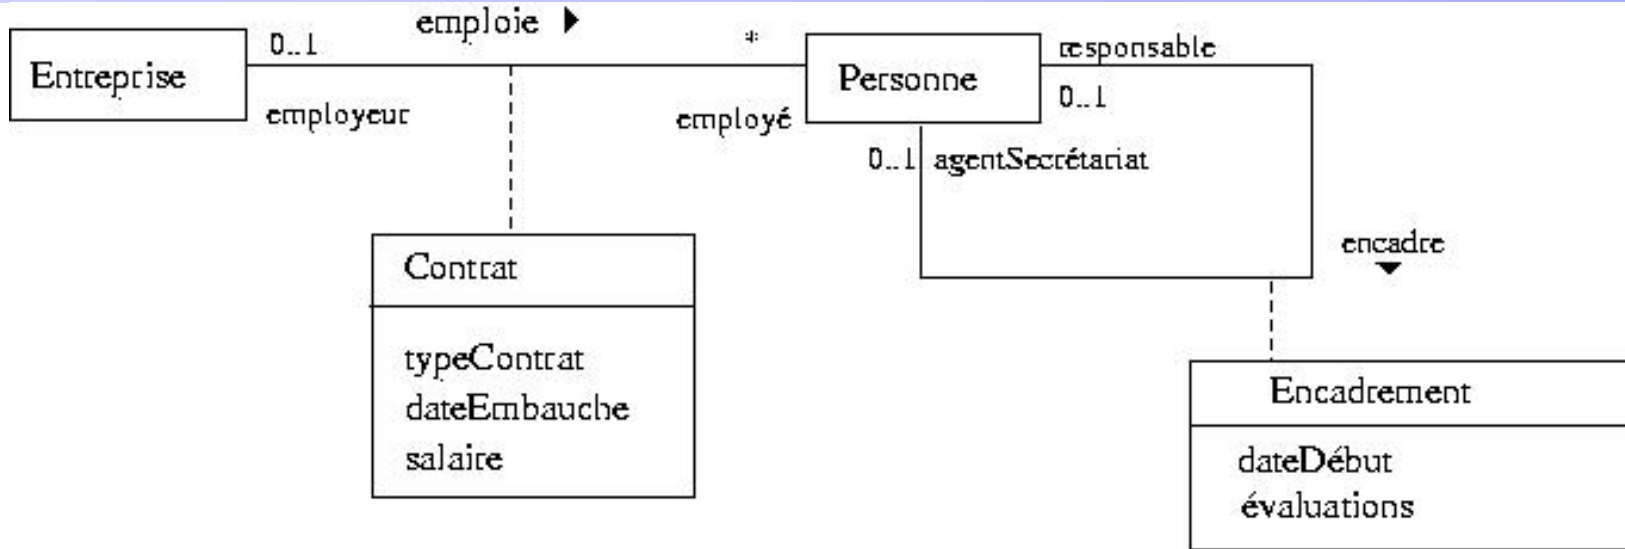 emploie
0..1
*
Entreprise
employeur
employé
Personne
responsable
0..1
0..1 agentSecrétariat
encadre
Contrat
typeContrat
dateEmbauche
salaire
Encadrement
dateDébut
évaluations